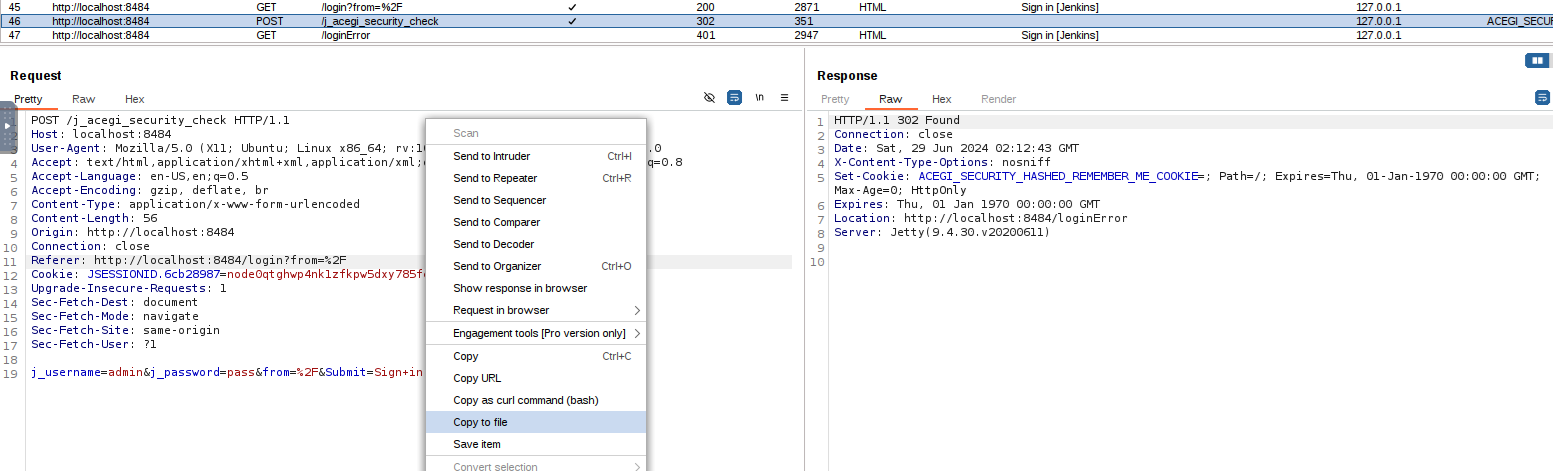 45 http://localhost:8484 GET /login?from=%2F ✓ 200 2871 HTML Sign in [Jenkins] 127.0.0.1
46 http://localhost:8484 POST /j_acegi_security_check ✓ 302 351 127.0.0.1 ACEGI_SECUR
47 http://localhost:8484 GET /loginError 401 2947 HTML Sign in [Jenkins] 127.0.0.1
Request
Pretty Raw Hex \n
1 POST /j_acegi_security_check HTTP/1.1
2 Host: localhost:8484
3 User-Agent: Mozilla/5.0 (X11; Ubuntu; Linux x86_64; rv:1 .0
4 Accept: text/html,application/xhtml+xml,application/xml; q=0.8
5 Accept-Language: en-US,en;q=0.5
6 Accept-Encoding: gzip, deflate, br
7 Content-Type: application/x-www-form-urlencoded
8 Content-Length: 56
9 Origin: http://localhost:8484
10 Connection: close
11 Referer: http://localhost:8484/login?from=%2F
12 Cookie: JSESSIONID.6cb28987=node0qtghwp4nk1zfkpw5dxy785f
13 Upgrade-Insecure-Requests: 1
14 Sec-Fetch-Dest: document
15 Sec-Fetch-Mode: navigate
16 Sec-Fetch-Site: same-origin
17 Sec-Fetch-User: ?1
18
19 j_username=admin&j_password=pass&from=%2F&Submit=Sign+in
Scan
Send to Intruder Ctrl+I
Send to Repeater Ctrl+R
Send to Sequencer
Send to Comparer
Send to Decoder
Send to Organizer Ctrl+O
Show response in browser
Request in browser
Engagement tools [Pro version only]
Copy Ctrl+C
Copy URL
Copy as curl command (bash)
Copy to file
Save item
Convert selection
Response
Pretty Raw Hex Render
1 HTTP/1.1 302 Found
2 Connection: close
3 Date: Sat, 29 Jun 2024 02:12:43 GMT
4 X-Content-Type-Options: nosniff
5 Set-Cookie: ACEGI_SECURITY_HASHED_REMEMBER_ME_COOKIE=; Path=/; Expires=Thu, 01-Jan-1970 00:00:00 GMT;
Max-Age=0; HttpOnly
6 Expires: Thu, 01 Jan 1970 00:00:00 GMT
7 Location: http://localhost:8484/loginError
8 Server: Jetty(9.4.30.v20200611)
9
10